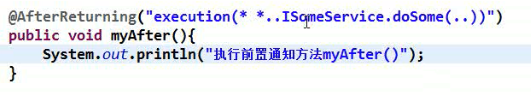 @AfterReturning("execution(* *..ISomeService.doSome(..))")
public void myAfter(){
System.out.println("执行前置通知方法myAfter()");
}